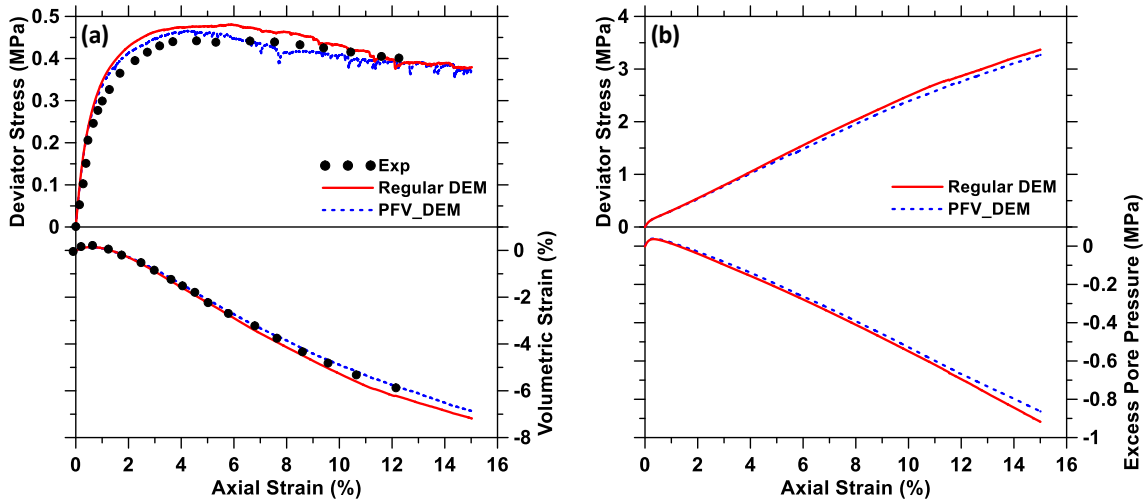 (a)
Deviator Stress (MPa)
0.5
0.4
0.3
0.2
0.1
0
Exp
Regular DEM
PFV_DEM
0
-2
-4
-6
-8
Volumetric Strain (%)
0 2 4 6 8 10 12 14 16
Axial Strain (%)
(b)
Deviator Stress (MPa)
4
3
2
1
0
Regular DEM
PFV_DEM
0
-0.2
-0.4
-0.6
-0.8
-1
Excess Pore Pressure (MPa)
0 2 4 6 8 10 12 14 16
Axial Strain (%)